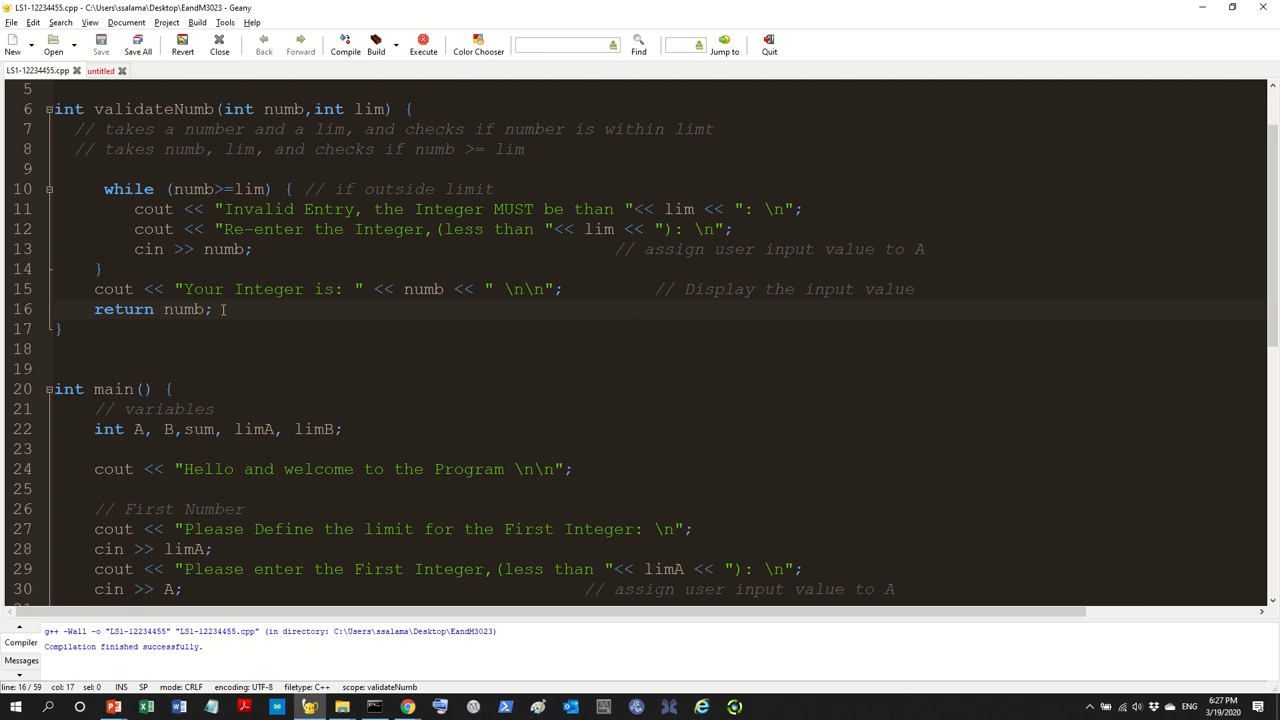 LS1-12234455.cpp - C:\Users\ssalama\Desktop\EandM3023 - Geany
File Edit Search View Document Project Build Tools Help
New Open Save Save All Revert Close Back Forward Compile Build Execute Color Chooser Find Jump to Quit
LS1-12234455.cpp untitled
5
6 int validateNumb(int numb,int lim) {
7 // takes a number and a lim, and checks if number is within limt
8 // takes numb, lim, and checks if numb >= lim
9
10 while (numb>=lim) { // if outside limit
11 cout << "Invalid Entry, the Integer MUST be than "<< lim << ": \n";
12 cout << "Re-enter the Integer,(less than "<< lim << "): \n";
13 cin >> numb; // assign user input value to A
14 }
15 cout << "Your Integer is: " << numb << " \n\n"; // Display the input value
16 return numb;
17 }
18
19
20 int main() {
21 // variables
22 int A, B,sum, limA, limB;
23
24 cout << "Hello and welcome to the Program \n\n";
25
26 // First Number
27 cout << "Please Define the limit for the First Integer: \n";
28 cin >> limA;
29 cout << "Please enter the First Integer,(less than "<< limA << "): \n";
30 cin >> A; // assign user input value to A
Compiler
Messages
g++ -Wall -o "LS1-12234455" "LS1-12234455.cpp" (in directory: C:\Users\ssalama\Desktop\EandM3023)
Compilation finished successfully.
line: 16 / 59 col: 17 sel: 0 INS SP mode: CRLF encoding: UTF-8 filetype: C++ scope: validateNumb
6:27 PM
3/19/2020